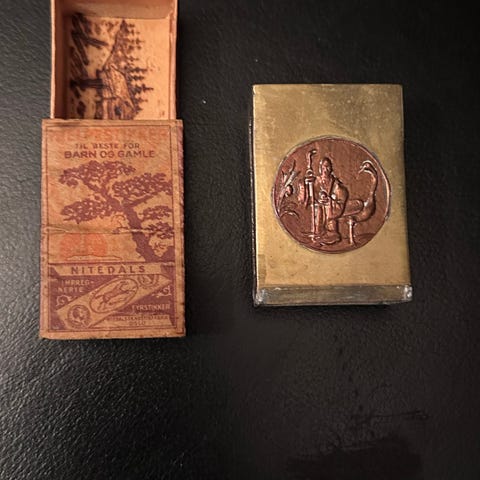 TIL BESTE FOR
BARN OG GAMLE
NITEDALS
IMPREG-
NERTE
FYRSTIKKER